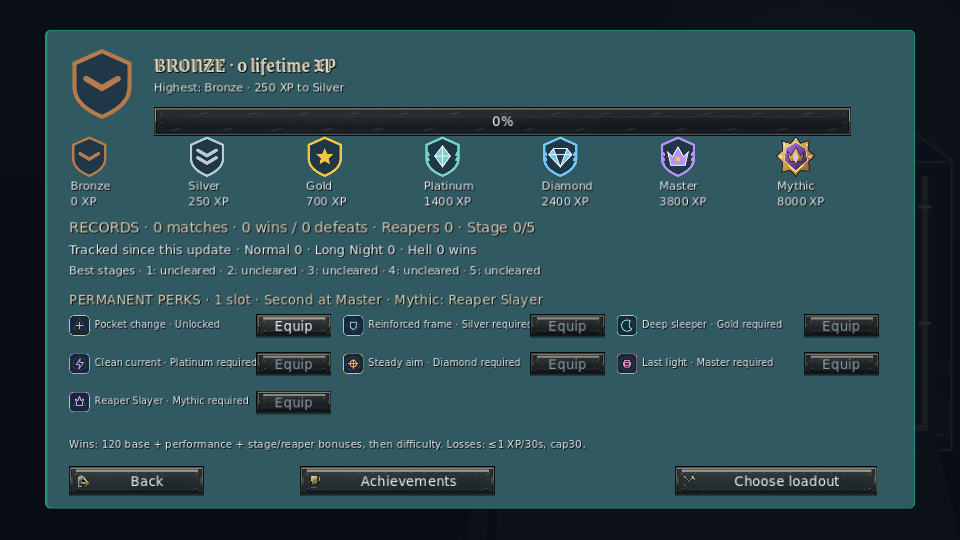 BRONZE · 0 lifetime XP
Highest: Bronze · 250 XP to Silver
0%
Bronze Silver Gold Platinum Diamond Master Mythic
0 XP 250 XP 700 XP 1400 XP 2400 XP 3800 XP 8000 XP
RECORDS · 0 matches · 0 wins / 0 defeats · Reapers 0 · Stage 0/5
Tracked since this update · Normal 0 · Long Night 0 · Hell 0 wins
Best stages · 1: uncleared · 2: uncleared · 3: uncleared · 4: uncleared · 5: uncleared
PERMANENT PERKS · 1 slot · Second at Master · Mythic: Reaper Slayer
Pocket change · Unlocked Equip Reinforced frame · Silver required Equip Deep sleeper · Gold required Equip
Clean current · Platinum required Equip Steady aim · Diamond required Equip Last light · Master required Equip
Reaper Slayer · Mythic required Equip
Wins: 120 base + performance + stage/reaper bonuses, then difficulty. Losses: ≤1 XP/30s, cap30.
Back Achievements Choose loadout